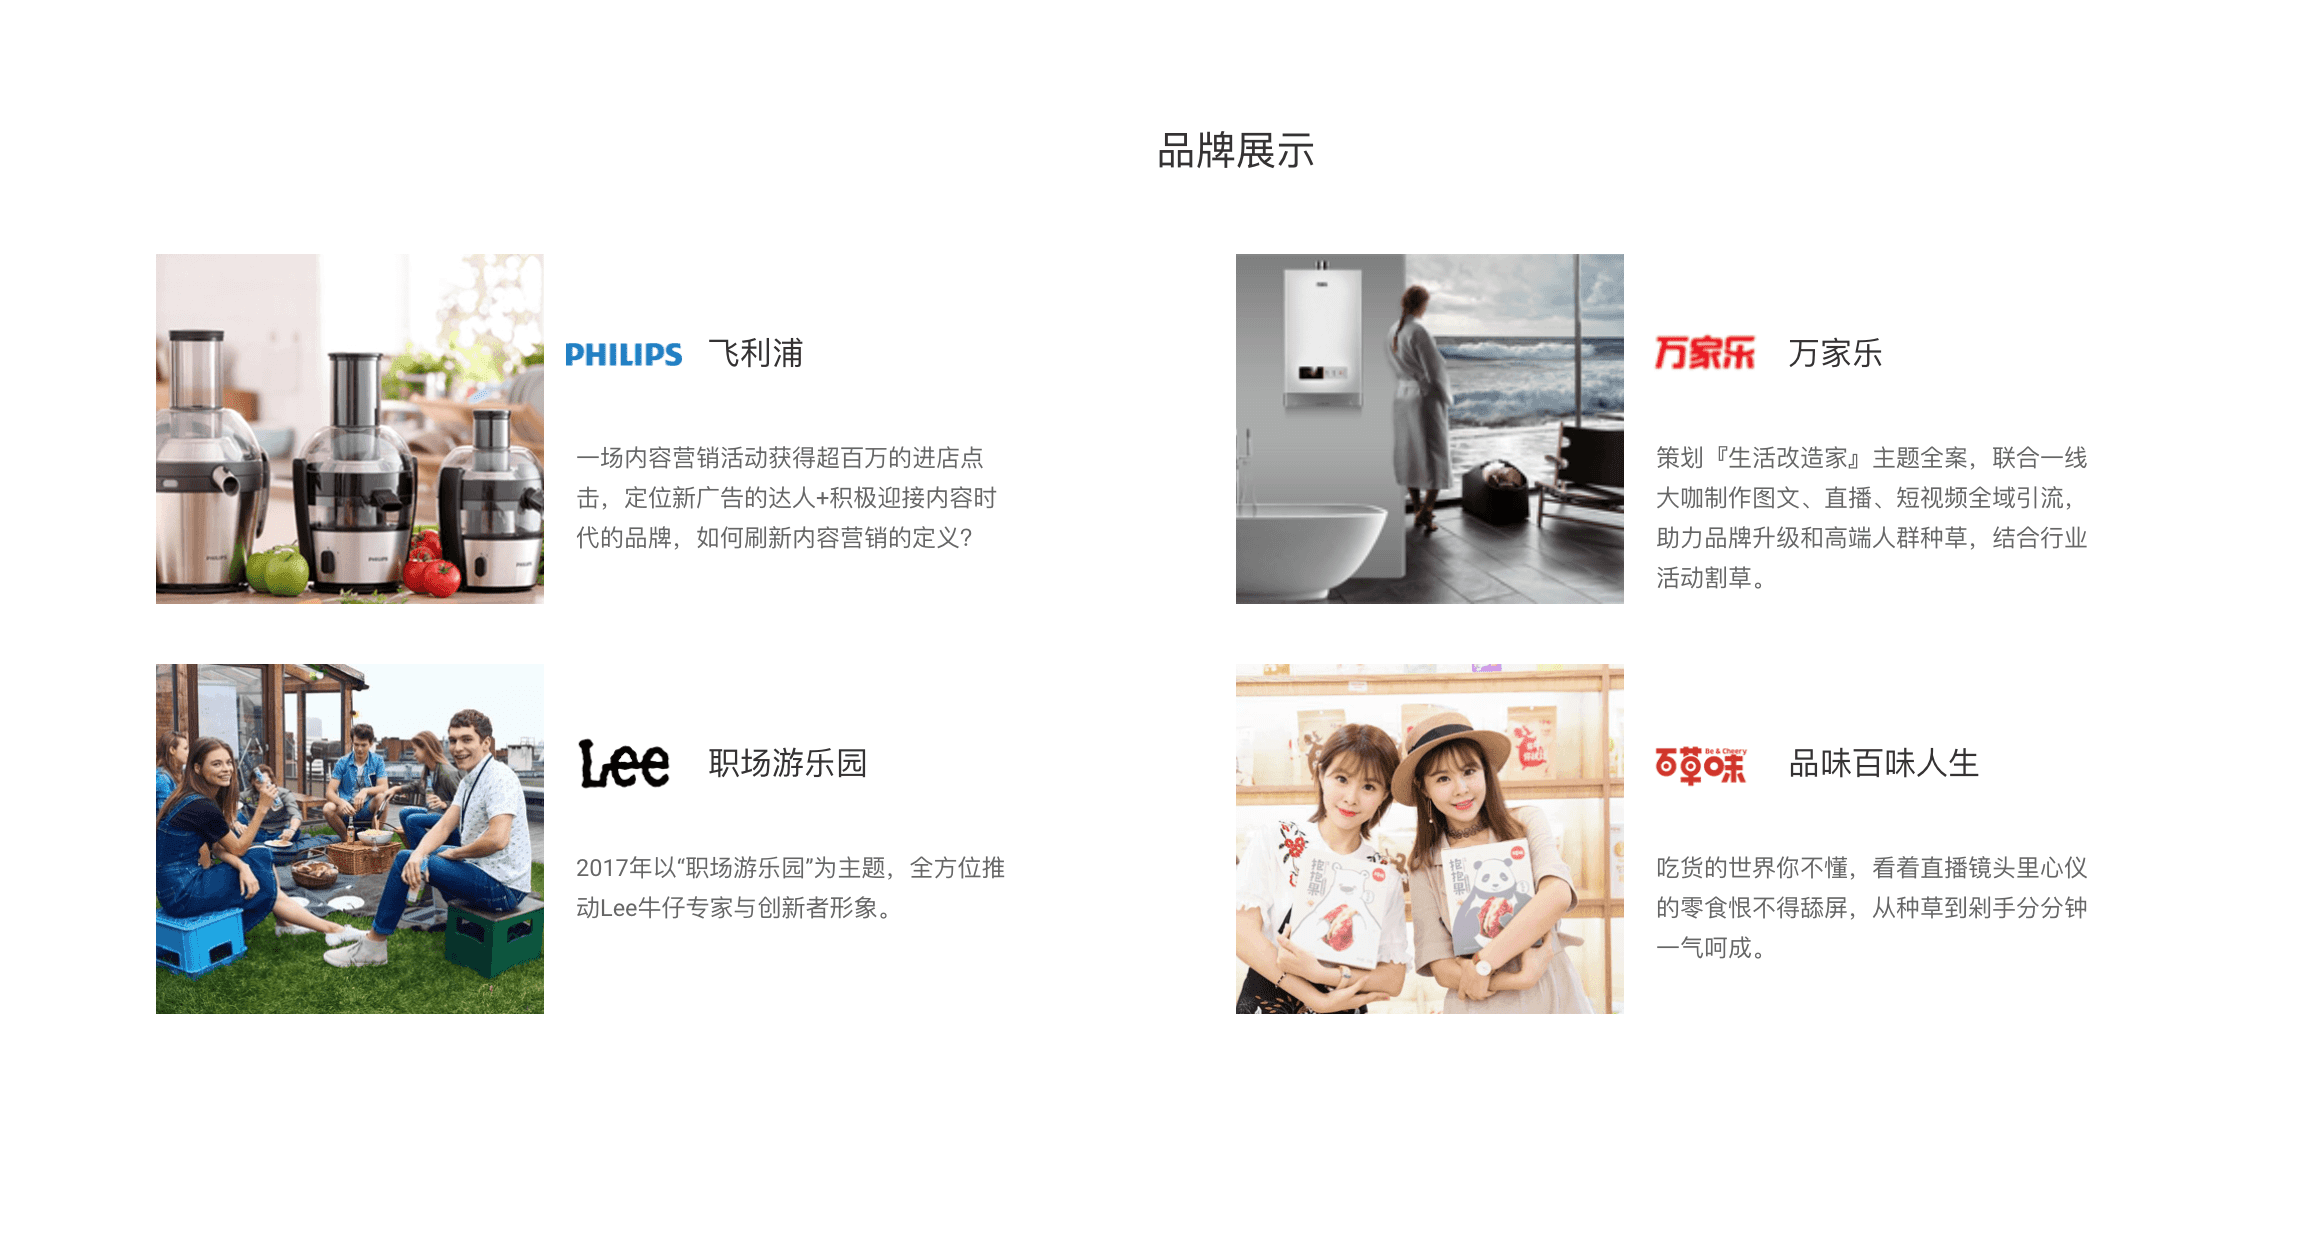 品牌展示
PHILIPS 飞利浦
一场内容营销活动获得超百万的进店点
击，定位新广告的达人+积极迎接内容时
代的品牌，如何刷新内容营销的定义？
万家乐 万家乐
策划『生活改造家』主题全案，联合一线
大咖制作图文、直播、短视频全域引流，
助力品牌升级和高端人群种草，结合行业
活动割草。
Lee 职场游乐园
2017年以“职场游乐园”为主题，全方位推
动Lee牛仔专家与创新者形象。
百草味 Be & Cheery 品味百味人生
吃货的世界你不懂，看着直播镜头里心仪
的零食恨不得舔屏，从种草到剁手分分钟
一气呵成。
PHILIPS
PHILIPS
PHILIPS
抱抱果
抱抱果